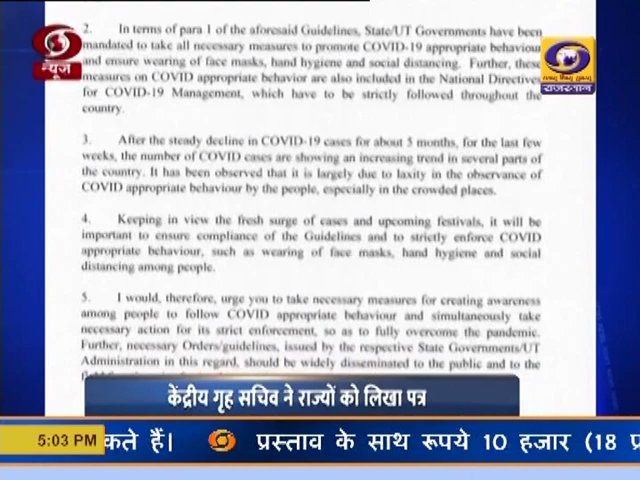 2. In terms of para 1 of the aforesaid Guidelines, State/UT Governments have been
mandated to take all necessary measures to promote COVID-19 appropriate behaviour
and ensure wearing of face masks, hand hygiene and social distancing. Further, these
measures on COVID appropriate behavior are also included in the National Directives
for COVID-19 Management, which have to be strictly followed throughout the
country.
न्यूज़
राजस्थान
3. After the steady decline in COVID-19 cases for about 5 months, for the last few
weeks, the number of COVID cases are showing an increasing trend in several parts of
the country. It has been observed that it is largely due to laxity in the observance of
COVID appropriate behaviour by the people, especially in the crowded places.
4. Keeping in view the fresh surge of cases and upcoming festivals, it will be
important to ensure compliance of the Guidelines and to strictly enforce COVID
appropriate behaviour, such as wearing of face masks, hand hygiene and social
distancing among people.
5. I would, therefore, urge you to take necessary measures for creating awareness
among people to follow COVID appropriate behaviour and simultaneously take
necessary action for its strict enforcement, so as to fully overcome the pandemic.
Further, necessary Orders/guidelines, issued by the respective State Governments/UT
Administration in this regard, should be widely disseminated to the public and to the
केंद्रीय गृह सचिव ने राज्यों को लिखा पत्र
5:03 PM कते हैं। प्रस्ताव के साथ रूपये 10 हजार (18 प्र